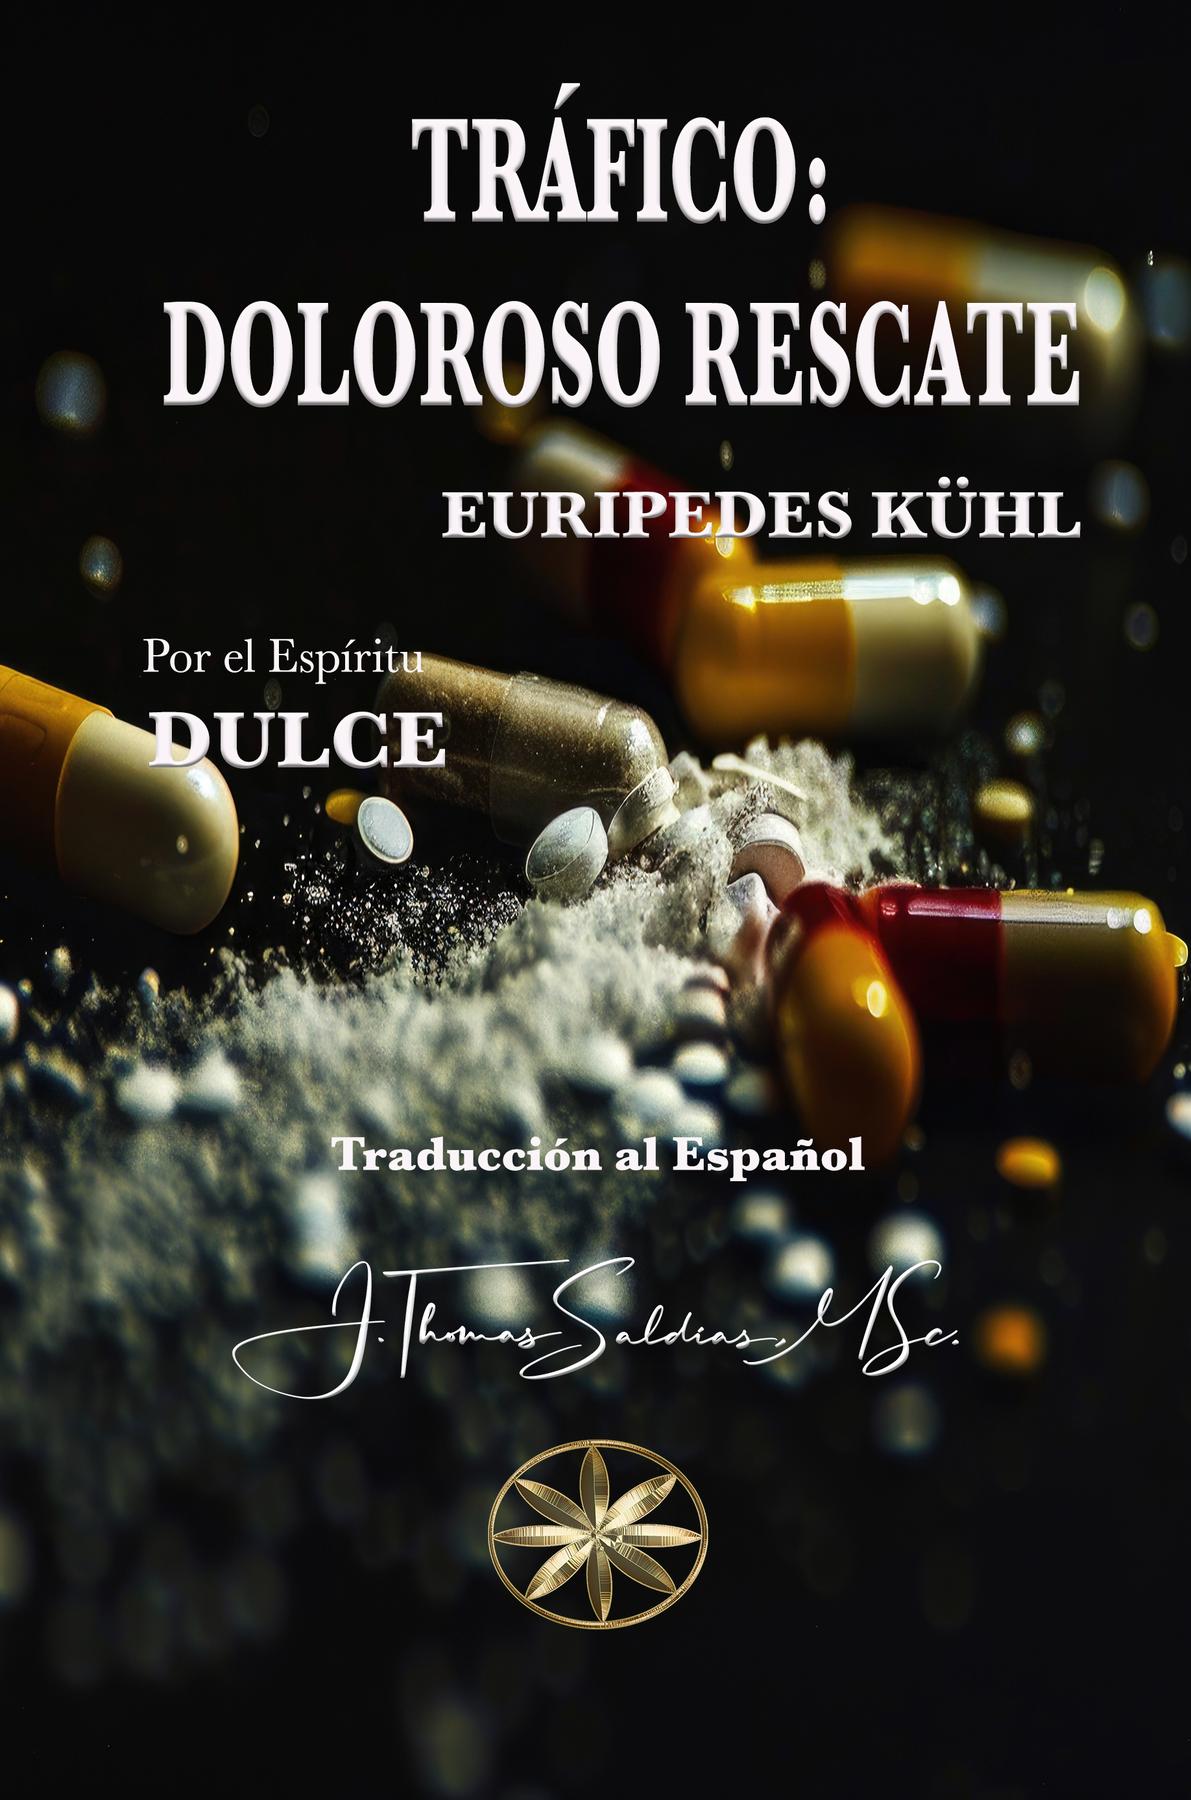 TRÁFICO:
DOLOROSO RESCATE
EURIPEDES KÜHL
Por el Espíritu
DULCE
Traducción al Español
J. Thomas Saldias, MSc.